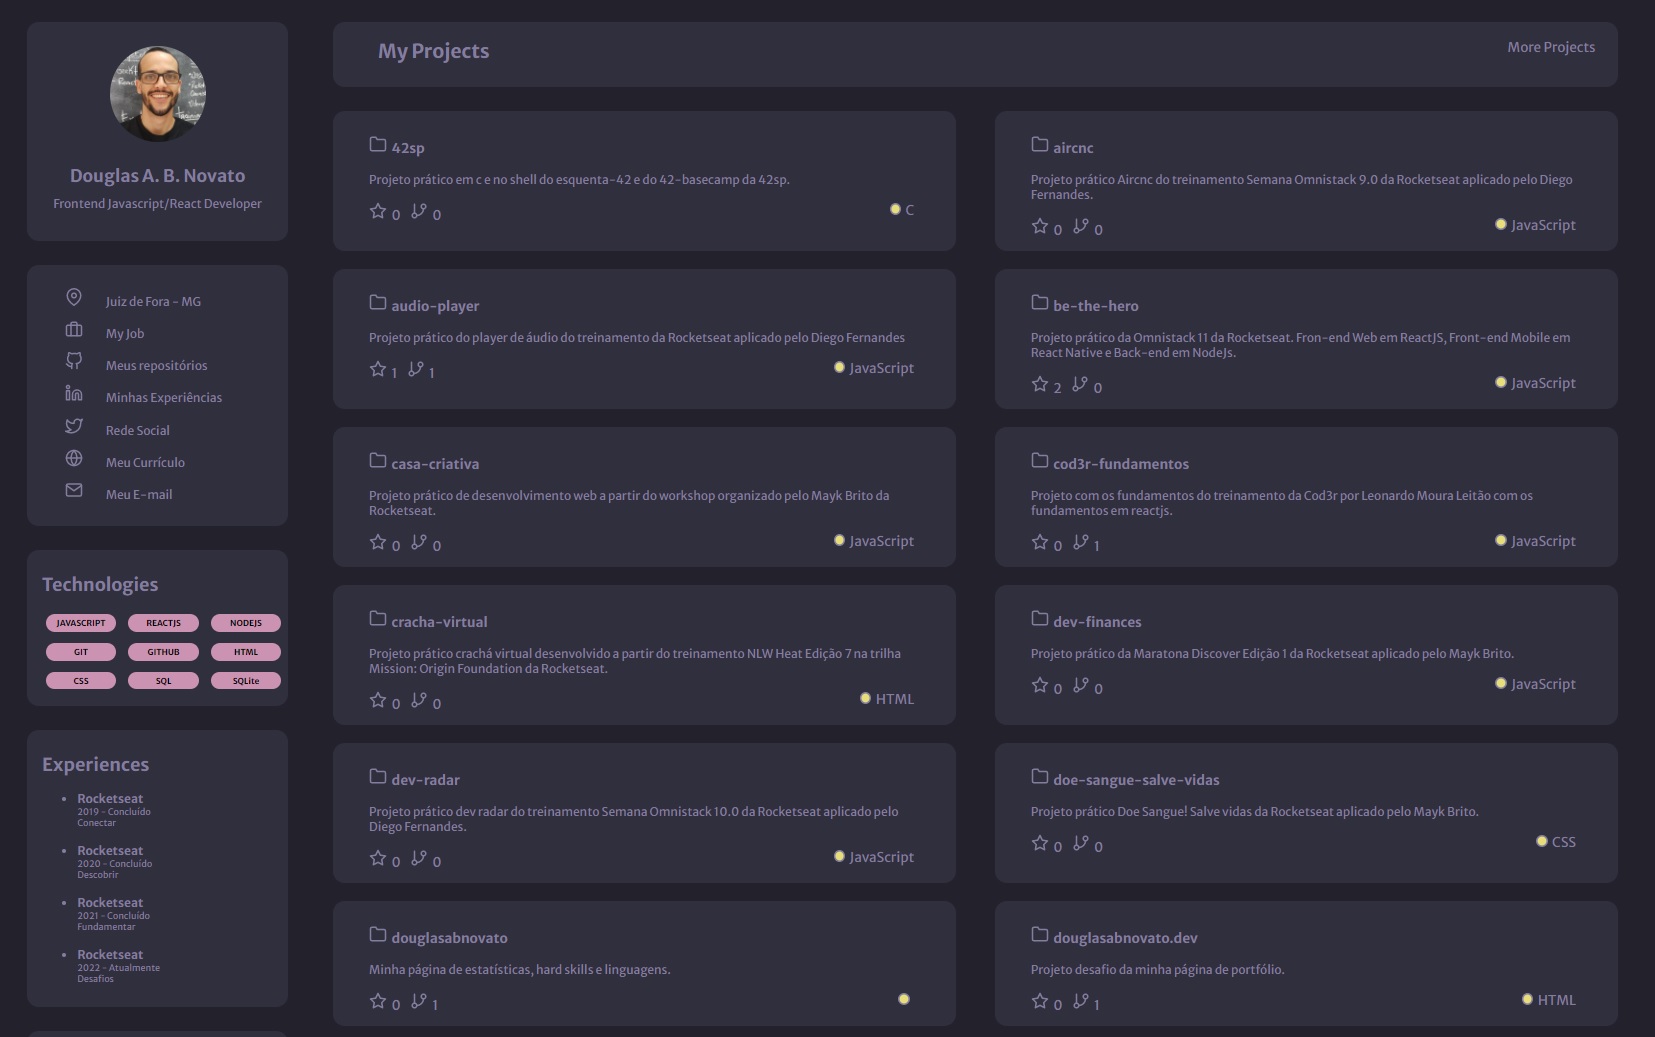 Douglas A. B. Novato
Frontend Javascript/React Developer
Juiz de Fora - MG
My Job
Meus repositórios
Minhas Experiências
Rede Social
Meu Currículo
Meu E-mail
Technologies
JAVASCRIPT REACTJS NODEJS
GIT GITHUB HTML
CSS SQL SQLite
Experiences
Rocketseat
2019 - Concluído
Conectar
Rocketseat
2020 - Concluído
Descobrir
Rocketseat
2021 - Concluído
Fundamentar
Rocketseat
2022 - Atualmente
Desafios
My Projects
More Projects
42sp
Projeto prático em c e no shell do esquenta-42 e do 42-basecamp da 42sp.
0 0 C
aircnc
Projeto prático Aircnc do treinamento Semana Omnistack 9.0 da Rocketseat aplicado pelo Diego
Fernandes.
0 0 JavaScript
audio-player
Projeto prático do player de áudio do treinamento da Rocketseat aplicado pelo Diego Fernandes
1 1 JavaScript
be-the-hero
Projeto prático da Omnistack 11 da Rocketseat. Fron-end Web em ReactJS, Front-end Mobile em
React Native e Back-end em NodeJs.
2 0 JavaScript
casa-criativa
Projeto prático de desenvolvimento web a partir do workshop organizado pelo Mayk Brito da
Rocketseat.
0 0 JavaScript
cod3r-fundamentos
Projeto com os fundamentos do treinamento da Cod3r por Leonardo Moura Leitão com os
fundamentos em reactjs.
0 1 JavaScript
cracha-virtual
Projeto prático crachá virtual desenvolvido a partir do treinamento NLW Heat Edição 7 na trilha
Mission: Origin Foundation da Rocketseat.
0 0 HTML
dev-finances
Projeto prático da Maratona Discover Edição 1 da Rocketseat aplicado pelo Mayk Brito.
0 0 JavaScript
dev-radar
Projeto prático dev radar do treinamento Semana Omnistack 10.0 da Rocketseat aplicado pelo
Diego Fernandes.
0 0 JavaScript
doe-sangue-salve-vidas
Projeto prático Doe Sangue! Salve vidas da Rocketseat aplicado pelo Mayk Brito.
0 0 CSS
douglasabnovato
Minha página de estatísticas, hard skills e linguagens.
0 1
douglasabnovato.dev
Projeto desafio da minha página de portfólio.
0 1 HTML